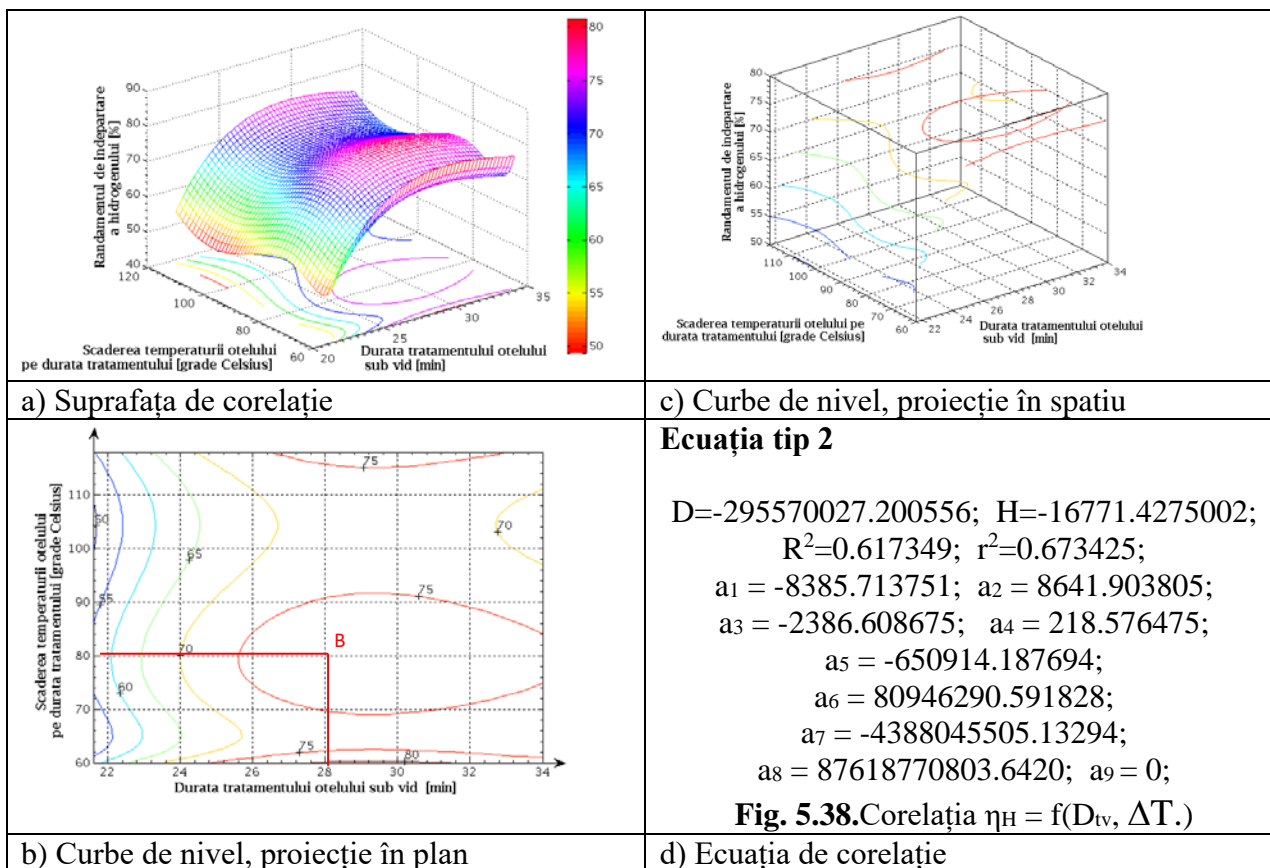 Randamentul de indepartare
a hidrogenului [%]
90
80
70
60
50
40
120
100
80
60
20
25
30
35
Scaderea temperaturii otelului
pe durata tratamentului [grade Celsius]
Durata tratamentului otelului
sub vid [min]
80
75
70
65
60
55
50
a) Suprafața de corelație
Randamentul de indepartare
a hidrogenului [%]
80
75
70
65
60
55
50
110
100
90
80
70
60
22
24
26
28
30
32
34
Scaderea temperaturii otelului pe
durata tratamentului [grade Celsius]
Durata tratamentului otelului
sub vid [min]
c) Curbe de nivel, proiecție în spatiu
Scaderea temperaturii otelului
pe durata tratamentului [grade Celsius]
110
100
90
80
70
60
22
24
26
28
30
32
34
Durata tratamentului otelului sub vid [min]
75
70
50
65
55
75
B
70
60
75
80
b) Curbe de nivel, proiecție în plan
Ecuația tip 2
D=-295570027.200556; H=-16771.4275002;
R²=0.617349; r²=0.673425;
a₁ = -8385.713751; a₂ = 8641.903805;
a₃ = -2386.608675; a₄ = 218.576475;
a₅ = -650914.187694;
a₆ = 80946290.591828;
a₇ = -4388045505.13294;
a₈ = 87618770803.6420; a₉ = 0;
Fig. 5.38.Corelația η_H = f(D_tv, ΔT.)
d) Ecuația de corelație